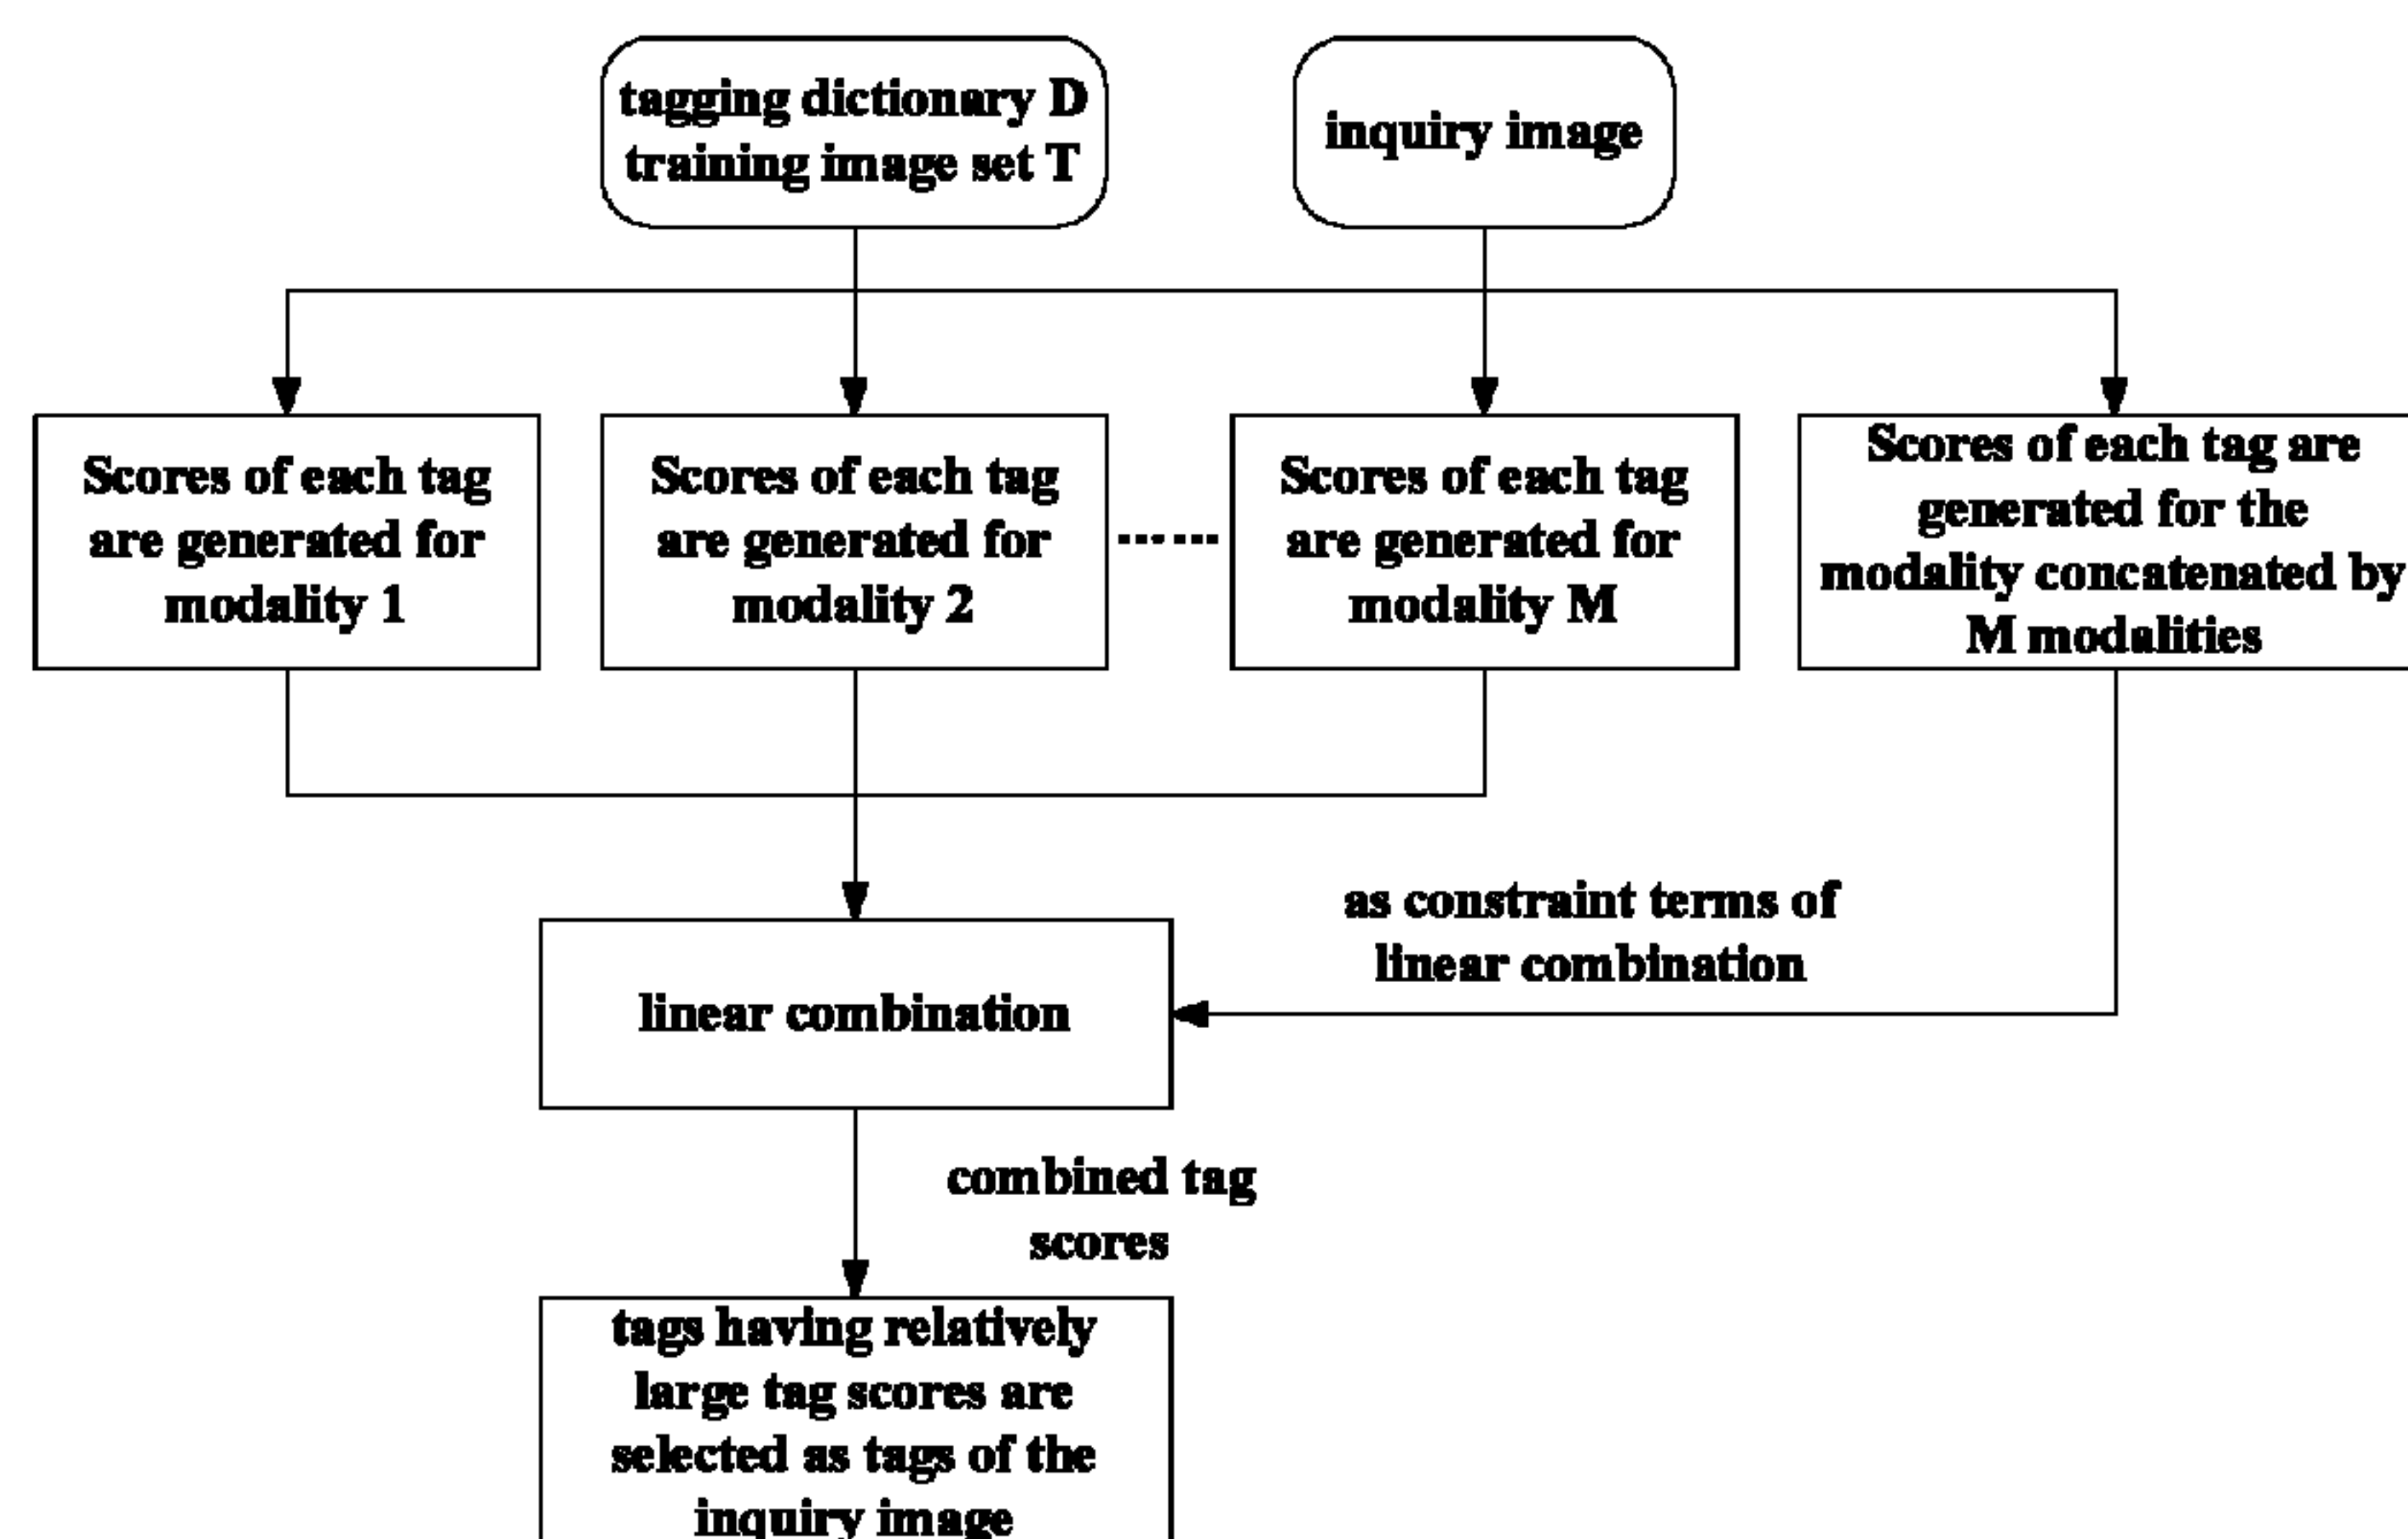 tagging dictionary D
training image set T
inquiry image
Scores of each tag
are generated for
modality 1
Scores of each tag
are generated for
modality 2
Scores of each tag
are generated for
modality M
Scores of each tag are
generated for the
modality concatenated by
M modalities
as constraint terms of
linear combination
linear combination
combined tag
scores
tags having relatively
large tag scores are
selected as tags of the
inquiry image